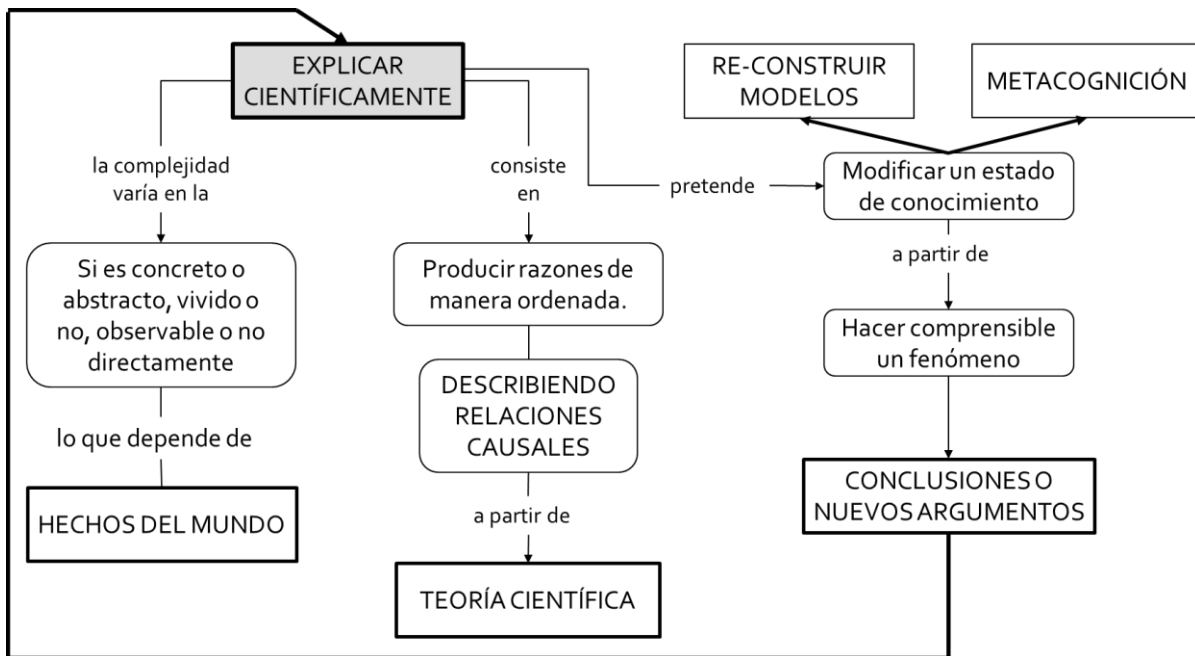 EXPLICAR
CIENTÍFICAMENTE
RE-CONSTRUIR
MODELOS
METACOGNICIÓN
la complejidad
varía en la
consiste
en
pretende
Modificar un estado
de conocimiento
Si es concreto o
abstracto, vivido o
no, observable o no
directamente
Producir razones de
manera ordenada.
a partir de
Hacer comprensible
un fenómeno
lo que depende de
DESCRIBIENDO
RELACIONES
CAUSALES
HECHOS DEL MUNDO
a partir de
CONCLUSIONES O
NUEVOS ARGUMENTOS
TEORÍA CIENTÍFICA